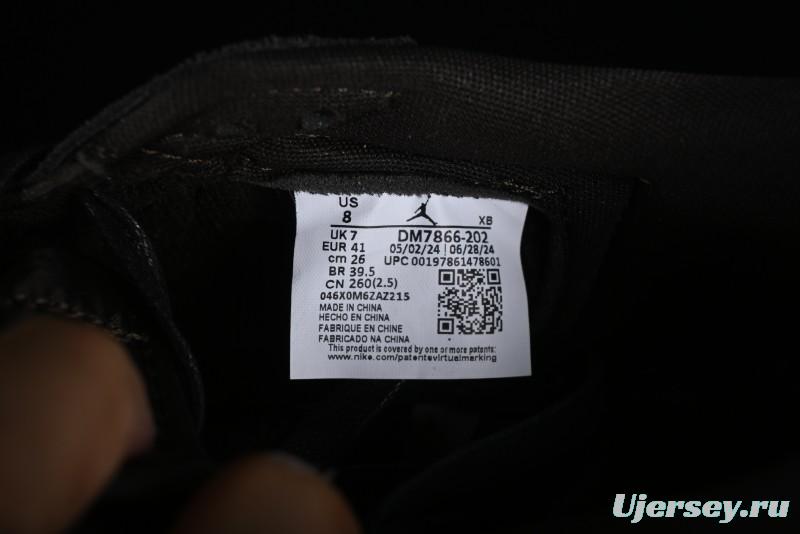 US
8
XB
UK 7
DM7866-202
EUR 41
05/02/24 06/28/24
cm 26
UPC 00197861478601
BR 39.5
CN 260(2.5)
046X0M6ZAZ215
MADE IN CHINA
HECHO EN CHINA
FABRIQUE EN CHINE
FABRICADO NA CHINA
This product is covered by one or more patents:
www.nike.com/patentevirtualmarking
Ujersey.ru